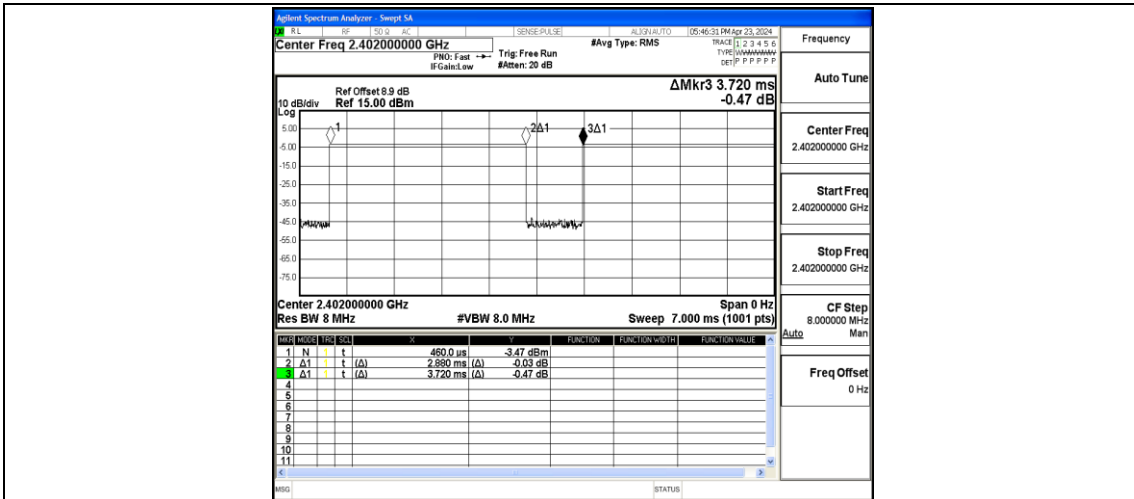 Agilent Spectrum Analyzer - Swept SA
RL RF 50 Ω AC SENSE:PULSE ALIGN AUTO 05:46:31 PM Apr 23, 2024
Center Freq 2.402000000 GHz
#Avg Type: RMS
TRACE 1 2 3 4 5 6
TYPE
DET P P P P P P
PNO: Fast
IFGain:Low
Trig: Free Run
#Atten: 20 dB
ΔMkr3 3.720 ms
-0.47 dB
Ref Offset 8.9 dB
10 dB/div Ref 15.00 dBm
Log
5.00
-5.00
-15.0
-25.0
-35.0
-45.0
-55.0
-65.0
-75.0
1
2Δ1
3Δ1
Center 2.402000000 GHz Span 0 Hz
Res BW 8 MHz #VBW 8.0 MHz Sweep 7.000 ms (1001 pts)
MKR MODE TRC SCL X Y FUNCTION FUNCTION WIDTH FUNCTION VALUE
1 N 1 t 460.0 µs -3.47 dBm
2 Δ1 1 t (Δ) 2.880 ms (Δ) -0.03 dB
3 Δ1 1 t (Δ) 3.720 ms (Δ) -0.47 dB
4
5
6
7
8
9
10
11
MSG STATUS
Frequency
Auto Tune
Center Freq
2.402000000 GHz
Start Freq
2.402000000 GHz
Stop Freq
2.402000000 GHz
CF Step
8.000000 MHz
Auto Man
Freq Offset
0 Hz